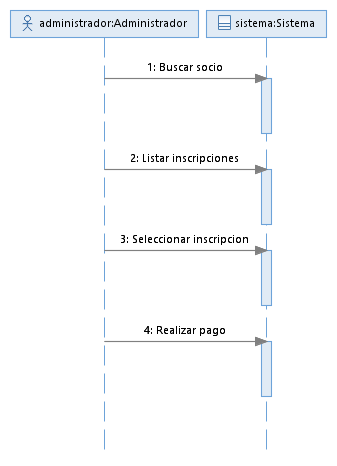 administrador:Administrador
sistema:Sistema
1: Buscar socio
2: Listar inscripciones
3: Seleccionar inscripcion
4: Realizar pago